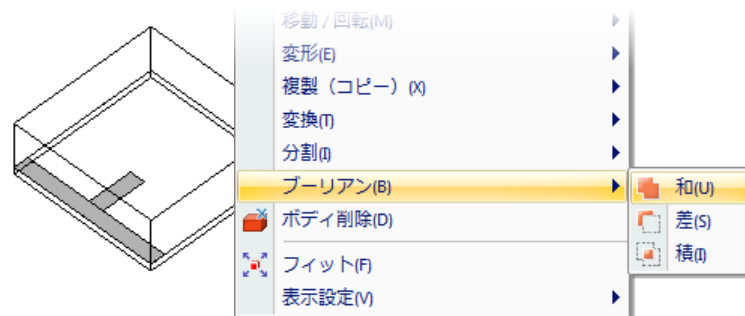 移動 / 回転(M)
変形(E)
複製（コピー）(X)
変換(T)
分割(I)
ブーリアン(B)
和(U)
ボディ削除(D)
差(S)
積(I)
フィット(F)
表示設定(V)